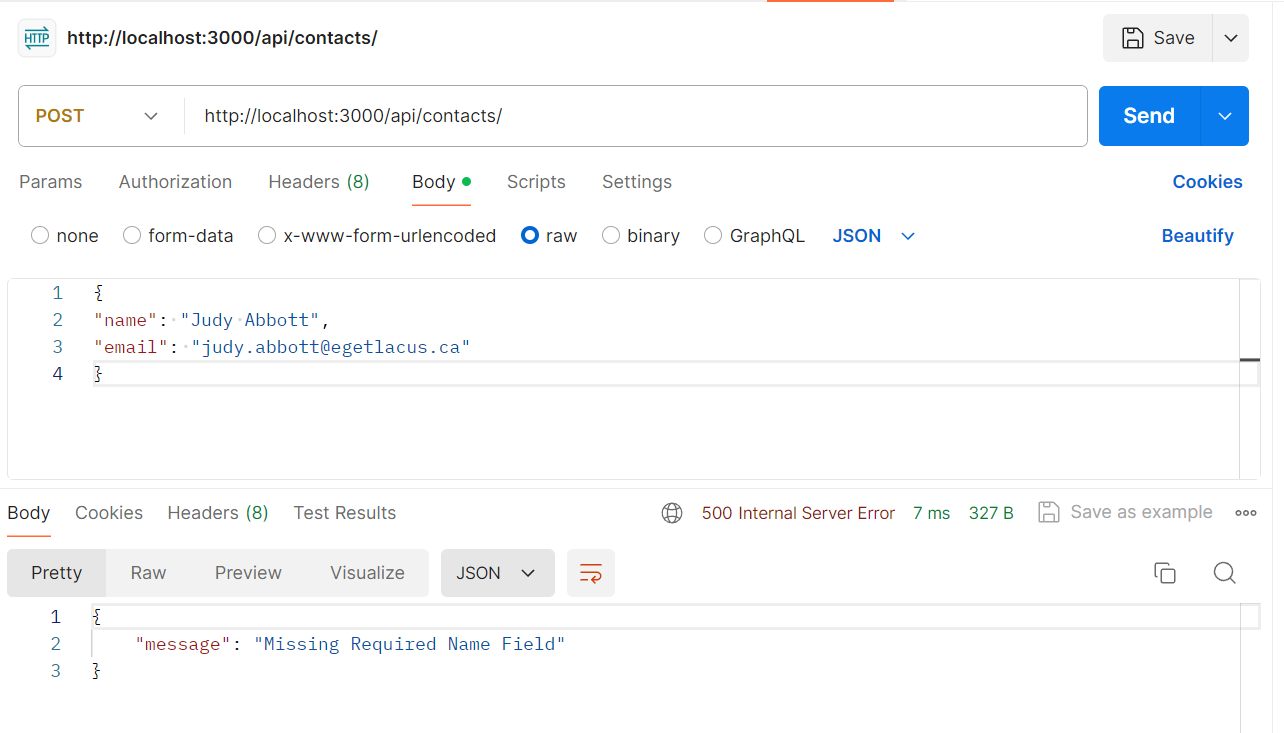 HTTP http://localhost:3000/api/contacts/ Save
POST http://localhost:3000/api/contacts/ Send
Params Authorization Headers (8) Body Scripts Settings Cookies
none form-data x-www-form-urlencoded raw binary GraphQL JSON Beautify
1 {
2 "name": "Judy Abbott",
3 "email": "judy.abbott@egetlacus.ca"
4 }
Body Cookies Headers (8) Test Results 500 Internal Server Error 7 ms 327 B Save as example
Pretty Raw Preview Visualize JSON
1 {
2 "message": "Missing Required Name Field"
3 }